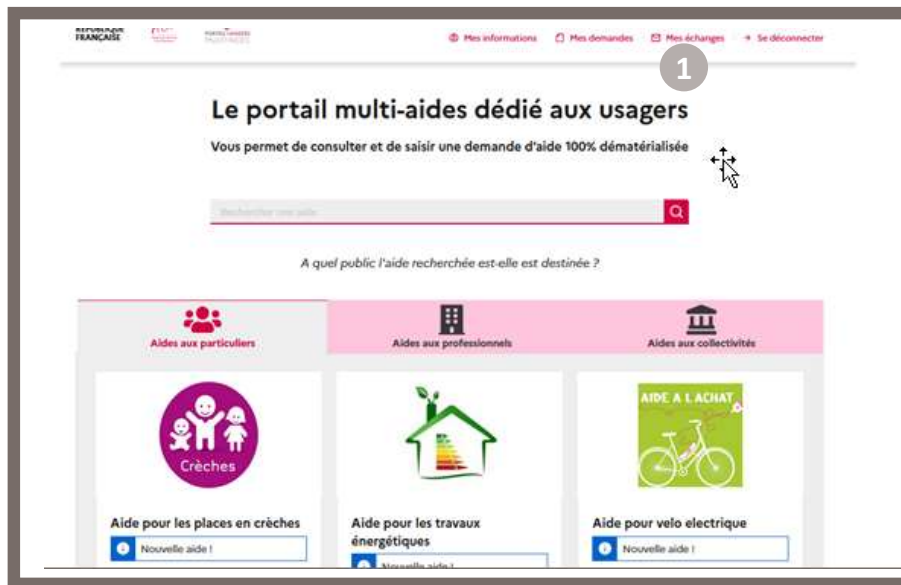 RÉPUBLIQUE
FRANÇAISE
Mes informations
Mes demandes
Mes échanges
Se déconnecter
1
Le portail multi-aides dédié aux usagers
Vous permet de consulter et de saisir une demande d'aide 100% dématérialisée
Rechercher une aide
A quel public l'aide recherchée est-elle est destinée ?
Aides aux particuliers
Aides aux professionnels
Aides aux collectivités
Crèches
AIDE A L ACHAT
Aide pour les places en crèches
Nouvelle aide !
Aide pour les travaux
énergétiques
Nouvelle aide !
Aide pour velo electrique
Nouvelle aide !